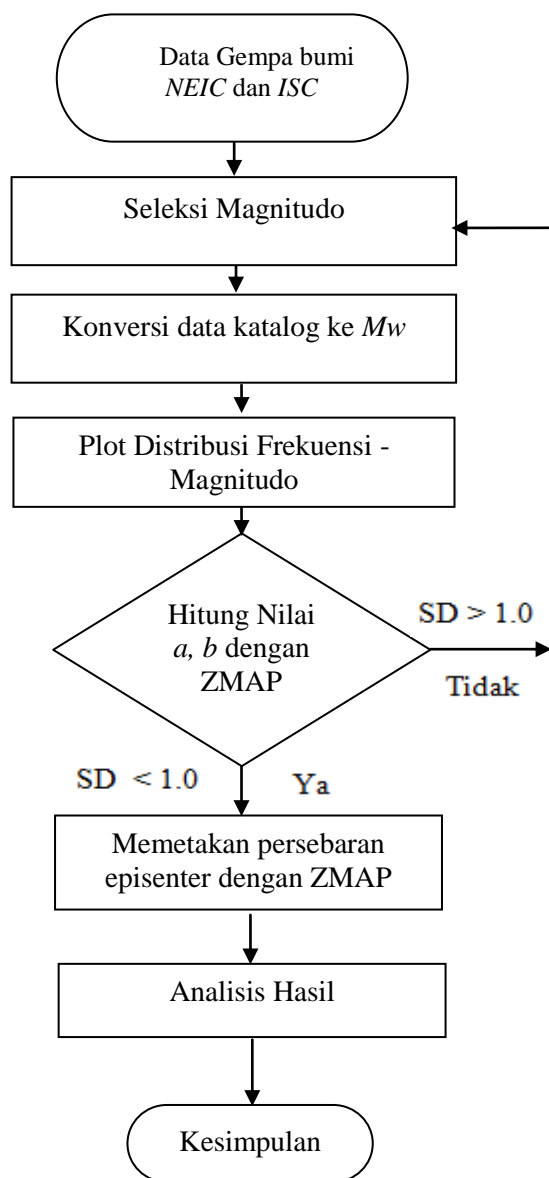 Data Gempa bumi
NEIC dan ISC
Seleksi Magnitudo
Konversi data katalog ke Mw
Plot Distribusi Frekuensi -
Magnitudo
Hitung Nilai
a, b dengan
ZMAP
SD > 1.0
Tidak
SD < 1.0
Ya
Memetakan persebaran
episenter dengan ZMAP
Analisis Hasil
Kesimpulan